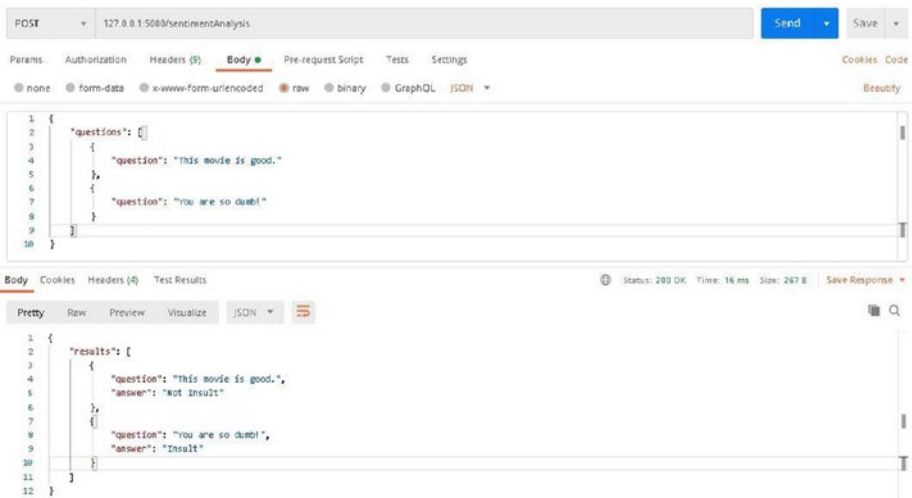 POST 127.0.0.1:5000/sentimentAnalysis Send Save
Params Authorization Headers (9) Body Pre-request Script Tests Settings Cookies Code
none form-data x-www-form-urlencoded raw binary GraphQL JSON Beautify
1 {
2 "questions": [
3 {
4 "question": "This movie is good."
5 },
6 {
7 "question": "You are so dumb!"
8 }
9 ]
10 }
Body Cookies Headers (4) Test Results Status: 200 OK Time: 16 ms Size: 267 B Save Response
Pretty Raw Preview Visualize JSON
1 {
2 "results": [
3 {
4 "question": "This movie is good.",
5 "answer": "Not Insult"
6 },
7 {
8 "question": "You are so dumb!",
9 "answer": "Insult"
10 }
11 ]
12 }